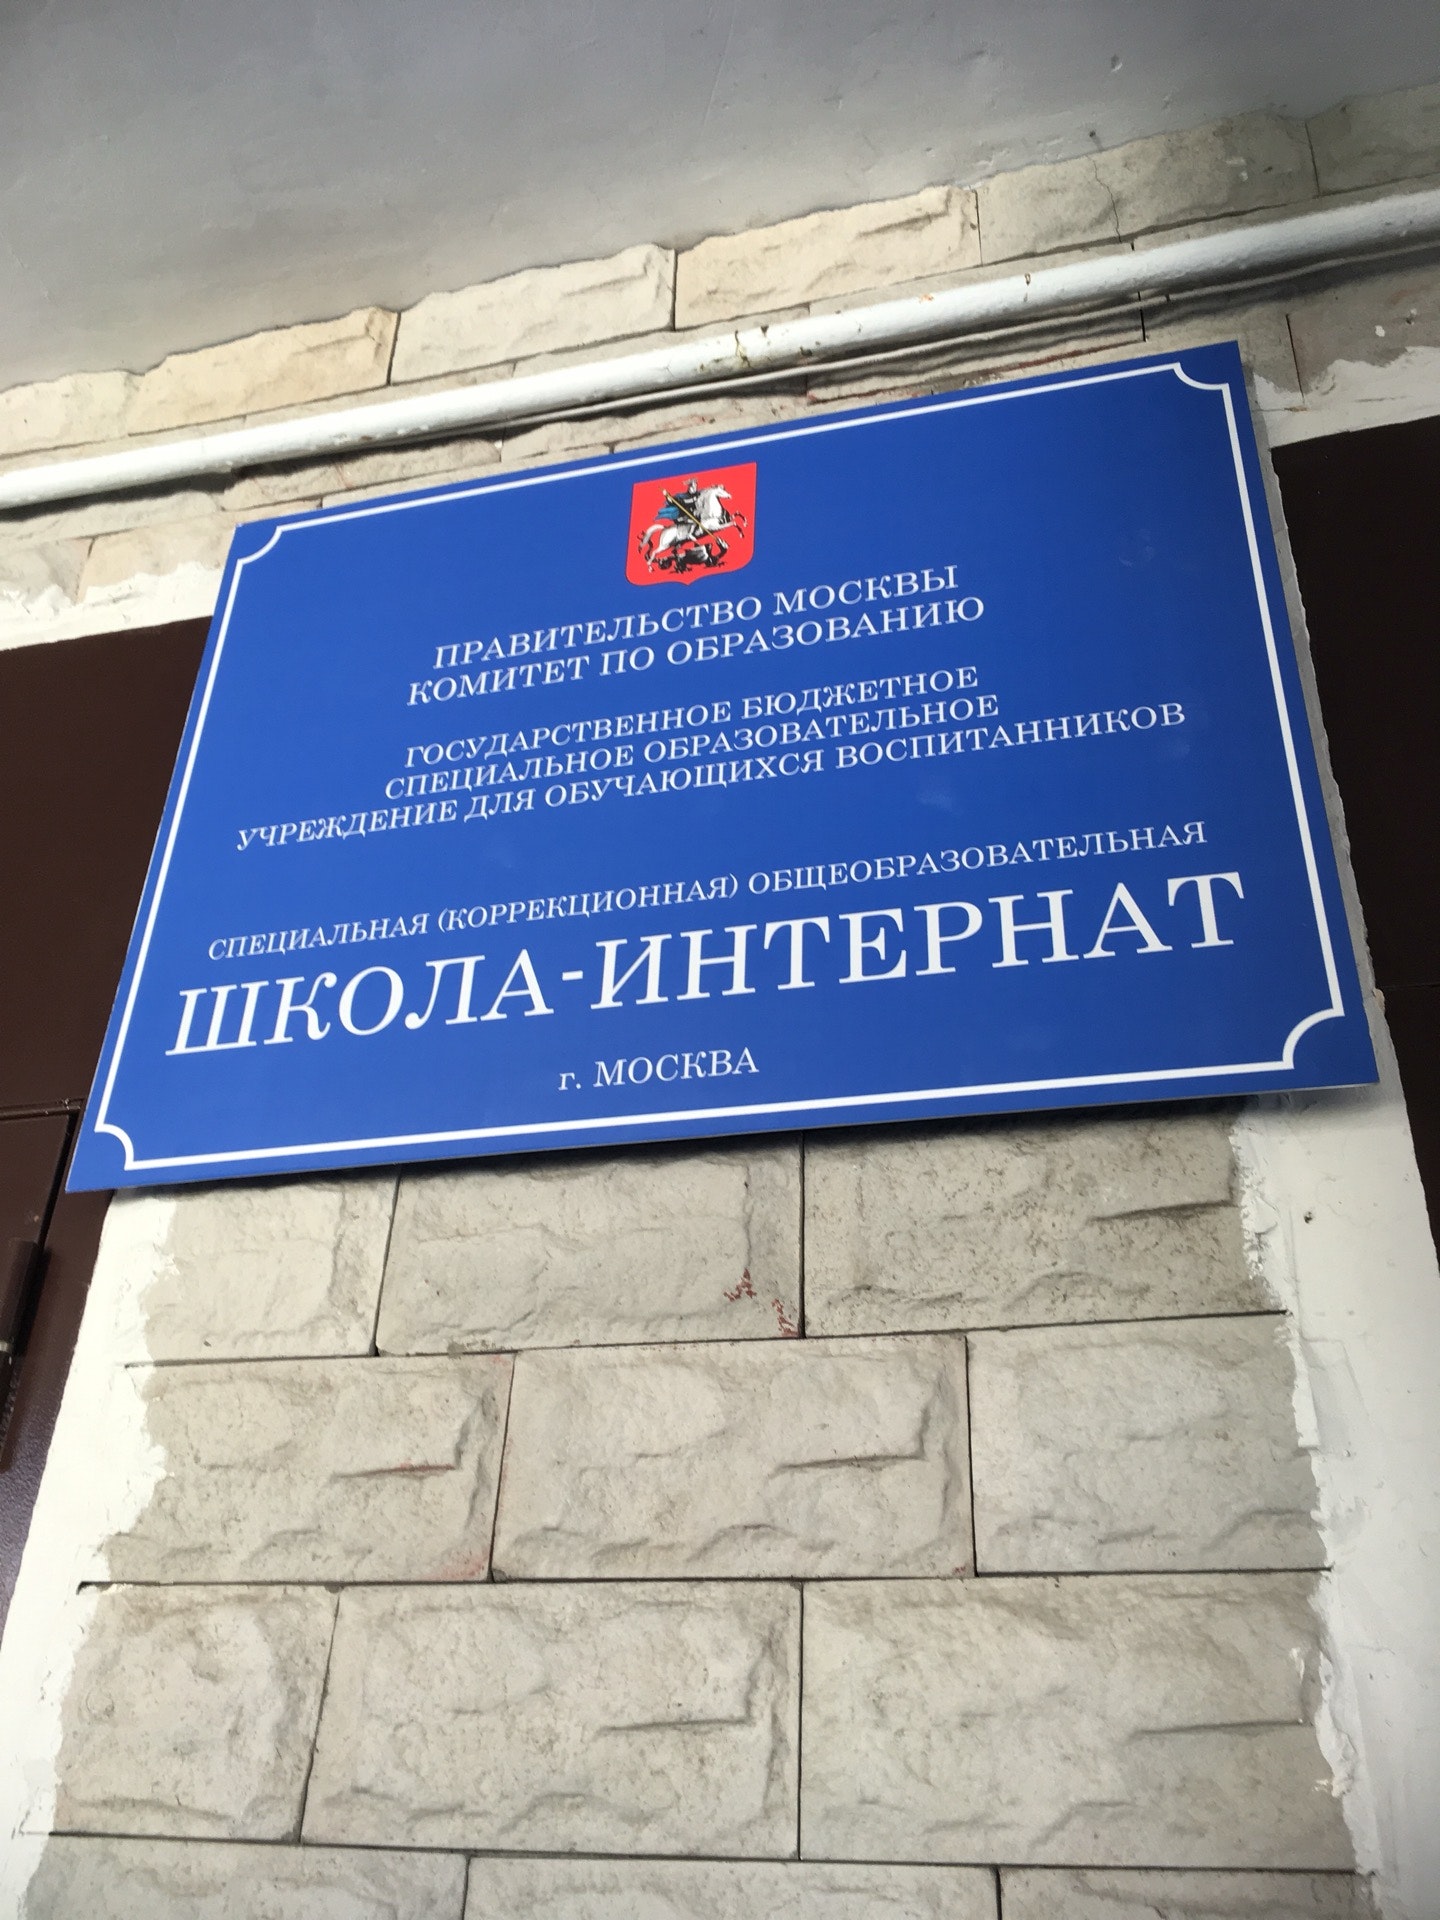 ПРАВИТЕЛЬСТВО МОСКВЫ
КОМИТЕТ ПО ОБРАЗОВАНИЮ
ГОСУДАРСТВЕННОЕ БЮДЖЕТНОЕ
СПЕЦИАЛЬНОЕ ОБРАЗОВАТЕЛЬНОЕ
УЧРЕЖДЕНИЕ ДЛЯ ОБУЧАЮЩИХСЯ ВОСПИТАННИКОВ
СПЕЦИАЛЬНАЯ (КОРРЕКЦИОННАЯ) ОБЩЕОБРАЗОВАТЕЛЬНАЯ
ШКОЛА-ИНТЕРНАТ
г. МОСКВА